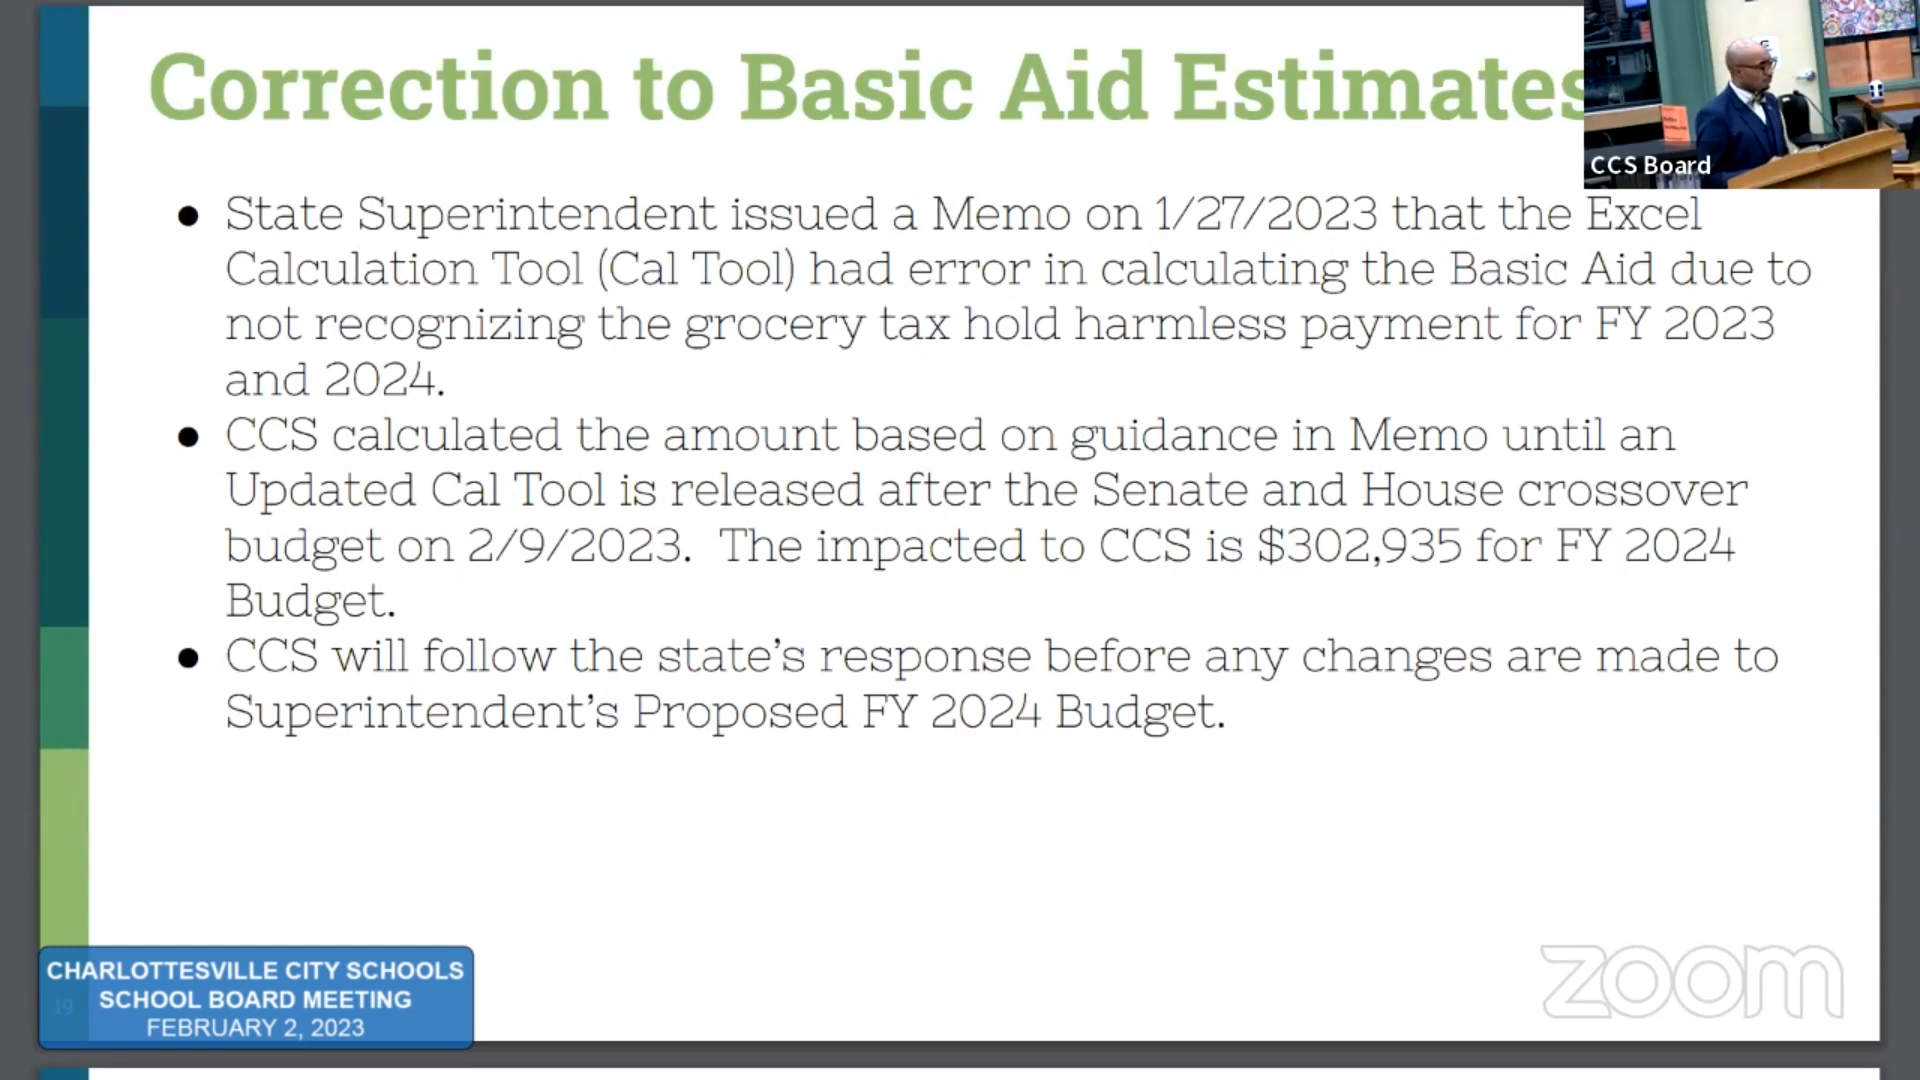 Correction to Basic Aid Estimates
CCS Board
● State Superintendent issued a Memo on 1/27/2023 that the Excel
Calculation Tool (Cal Tool) had error in calculating the Basic Aid due to
not recognizing the grocery tax hold harmless payment for FY 2023
and 2024.
● CCS calculated the amount based on guidance in Memo until an
Updated Cal Tool is released after the Senate and House crossover
budget on 2/9/2023. The impacted to CCS is $302,935 for FY 2024
Budget.
● CCS will follow the state’s response before any changes are made to
Superintendent’s Proposed FY 2024 Budget.
CHARLOTTESVILLE CITY SCHOOLS
SCHOOL BOARD MEETING
FEBRUARY 2, 2023
19
zoom